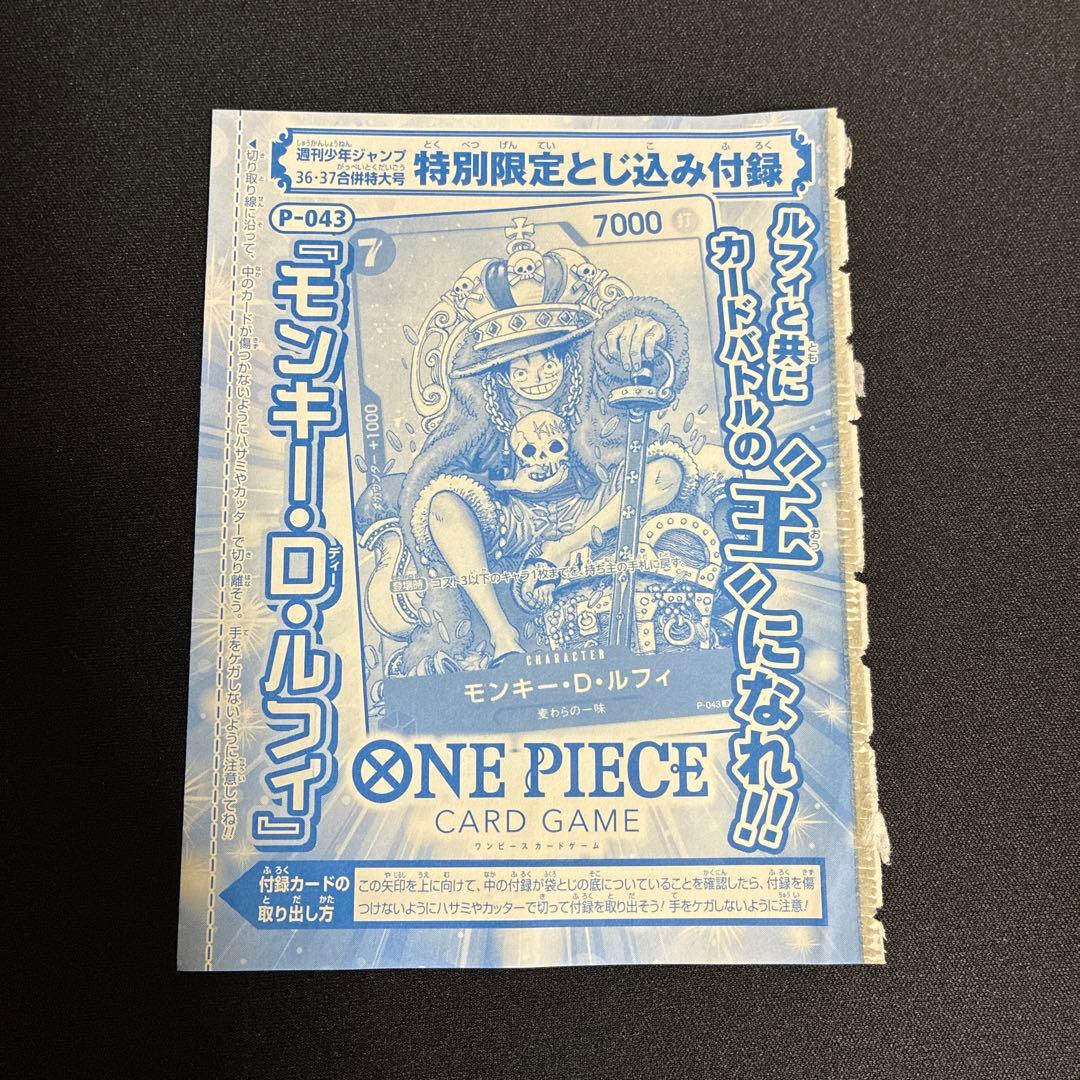 週刊少年ジャンプ
36・37合併特大号
特別限定とじ込み付録
P-043
『モンキー・D・ルフィ』
ルフィと共に
カードバトルの《王》になれ!!
◀切り取り線に沿って、中のカードが傷つかないようにハサミやカッターで切り離そう。手をケガしないように注意してね!!
7
7000
打
カウンター +1000
KIN
登場時 コスト3以下のキャラ1枚までを、持ち主の手札に戻す。
CHARACTER
モンキー・D・ルフィ
麦わらの一味
P-043 P
ONE PIECE
CARD GAME
ワンピースカードゲーム
付録カードの
取り出し方
この矢印を上に向けて、中の付録が袋とじの底についていることを確認したら、付録を傷
つけないようにハサミやカッターで切って付録を取り出そう!手をケガしないように注意!